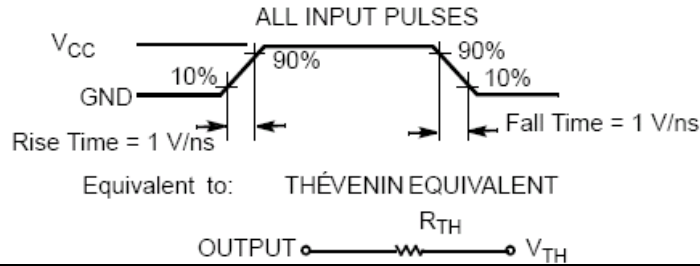 ALL INPUT PULSES
VCC
90%
90%
10%
10%
GND
Rise Time = 1 V/ns
Fall Time = 1 V/ns
Equivalent to: THÉVENIN EQUIVALENT
RTH
OUTPUT
VTH